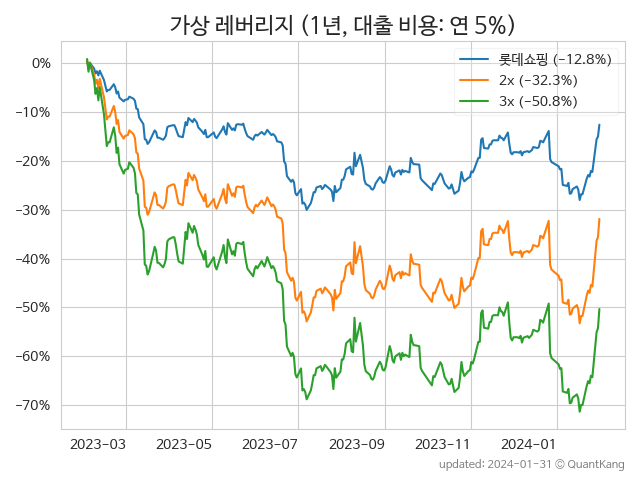 가상 레버리지 (1년, 대출 비용: 연 5%)
롯데쇼핑 (−12.8%)
2x (−32.3%)
3x (−50.8%)
0%
−10%
−20%
−30%
−40%
−50%
−60%
−70%
2023-03 2023-05 2023-07 2023-09 2023-11 2024-01
updated: 2024-01-31 © QuantKang